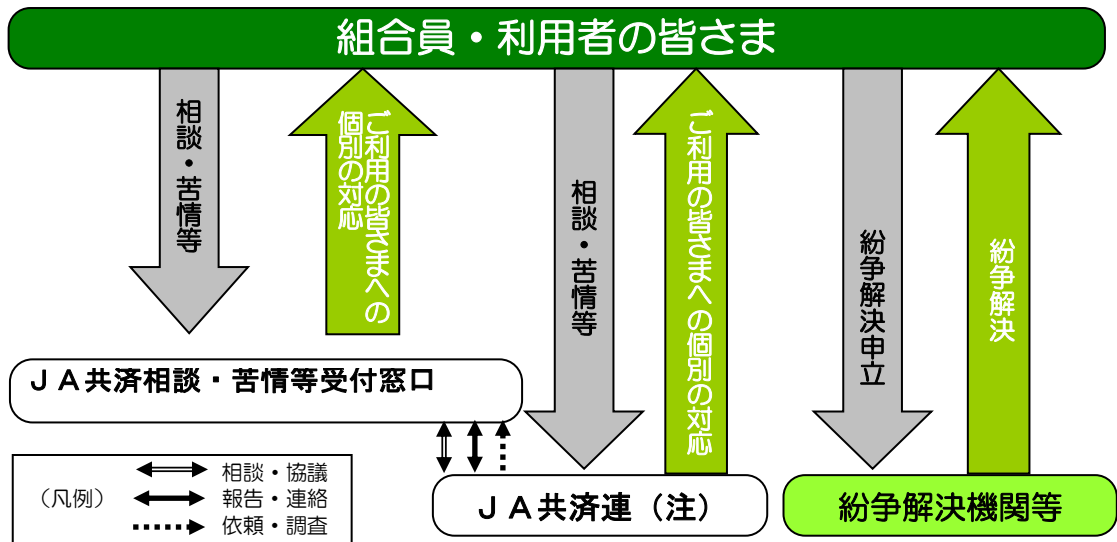 組合員・利用者の皆さま
相談・苦情等
ご利用の皆さまへの
個別の対応
相談・苦情等
ご利用の皆さまへの個別の対応
紛争解決申立
紛争解決
ＪＡ共済相談・苦情等受付窓口
ＪＡ共済連（注）
紛争解決機関等
（凡例）
相談・協議
報告・連絡
依頼・調査